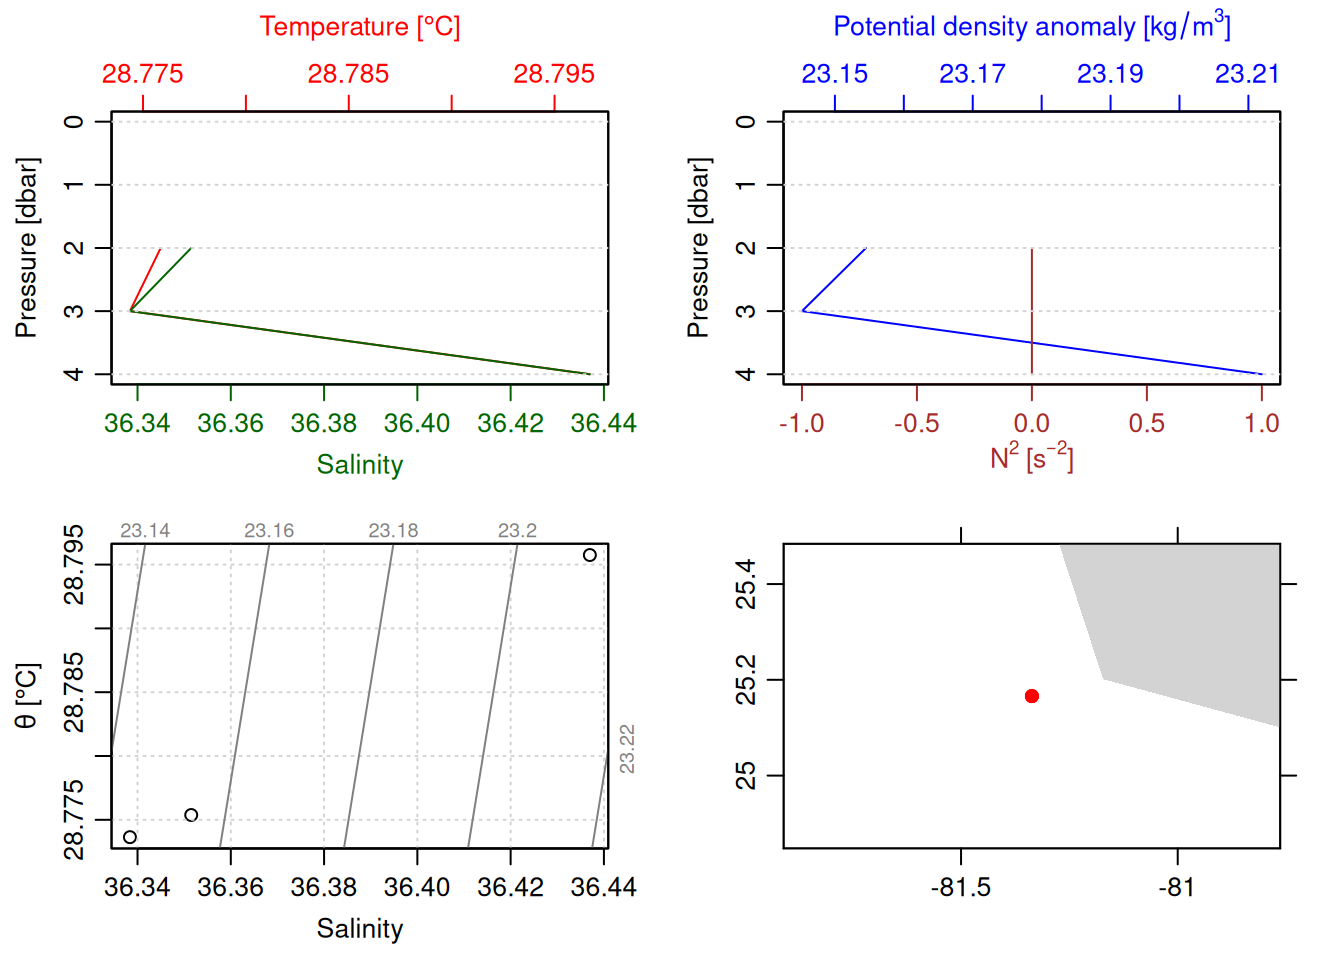 Temperature [°C]
28.775 28.785 28.795
0
1
2
3
4
Pressure [dbar]
36.34 36.36 36.38 36.40 36.42 36.44
Salinity
Potential density anomaly [kg/m³]
23.15 23.17 23.19 23.21
0
1
2
3
4
Pressure [dbar]
-1.0 -0.5 0.0 0.5 1.0
N² [s⁻²]
23.14 23.16 23.18 23.2
23.22
28.795
28.785
28.775
θ [°C]
36.34 36.36 36.38 36.40 36.42 36.44
Salinity
25.4
25.2
25
-81.5 -81